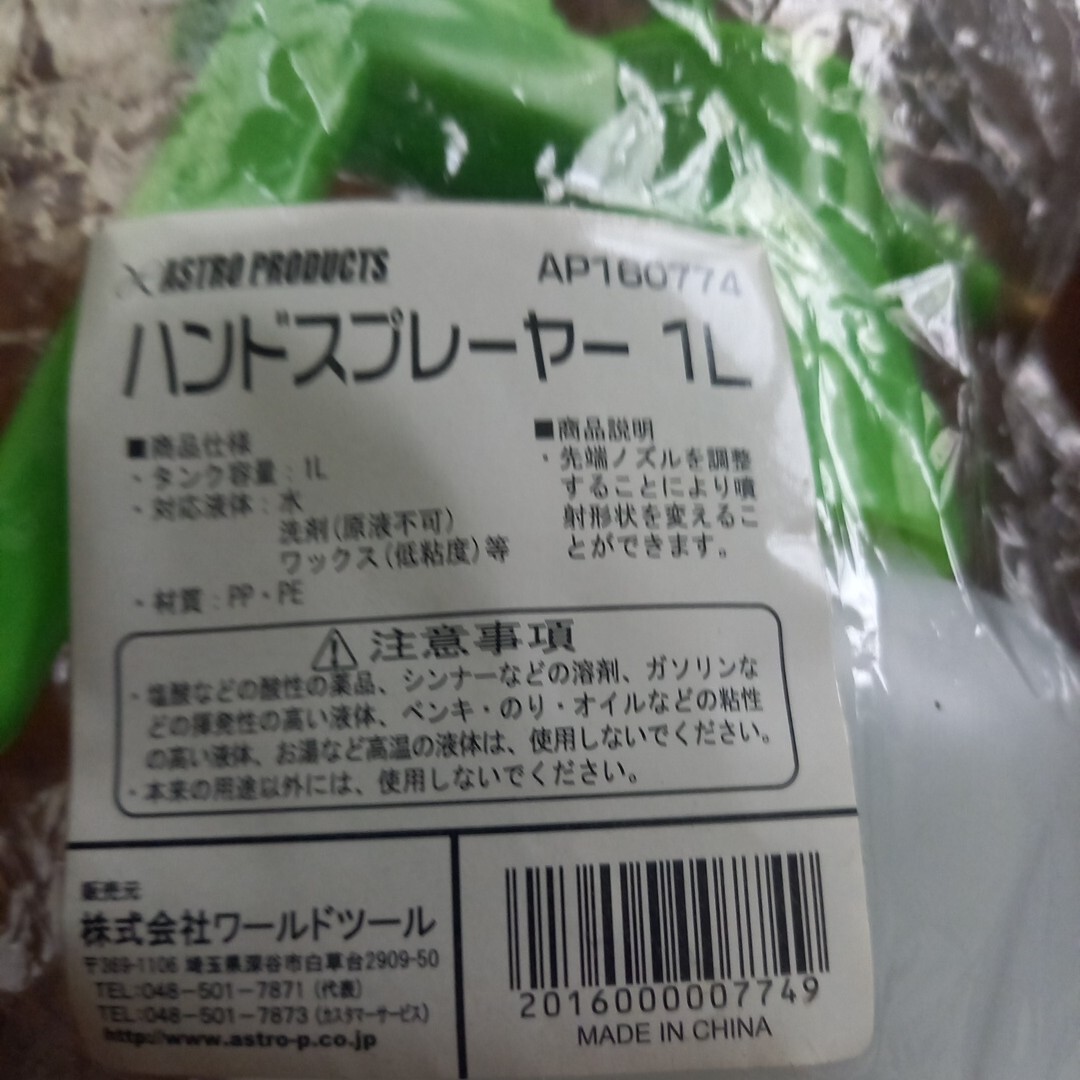 ASTRO PRODUCTS
AP160774
ハンドスプレーヤー 1L
■商品仕様
・タンク容量：1L
・対応液体：水
洗剤(原液不可)
ワックス(低粘度)等
・材質：PP・PE
■商品説明
・先端ノズルを調整
することにより噴
射形状を変えるこ
とができます。
注意事項
・塩酸などの酸性の薬品、シンナーなどの溶剤、ガソリンな
どの揮発性の高い液体、ペンキ・のり・オイルなどの粘性
の高い液体、お湯など高温の液体は、使用しないでください。
・本来の用途以外には、使用しないでください。
販売元
株式会社ワールドツール
〒369-1106 埼玉県深谷市白草台2909-50
TEL:048-501-7871 (代表)
TEL:048-501-7873 (カスタマーサービス)
http://www.astro-p.co.jp
2016000007749
MADE IN CHINA